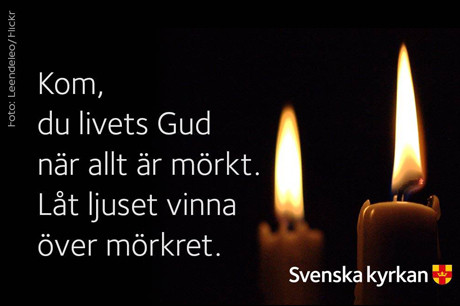 Foto: Leendeleo/Flickr
Kom,
du livets Gud
när allt är mörkt.
Låt ljuset vinna
över mörkret.
Svenska kyrkan